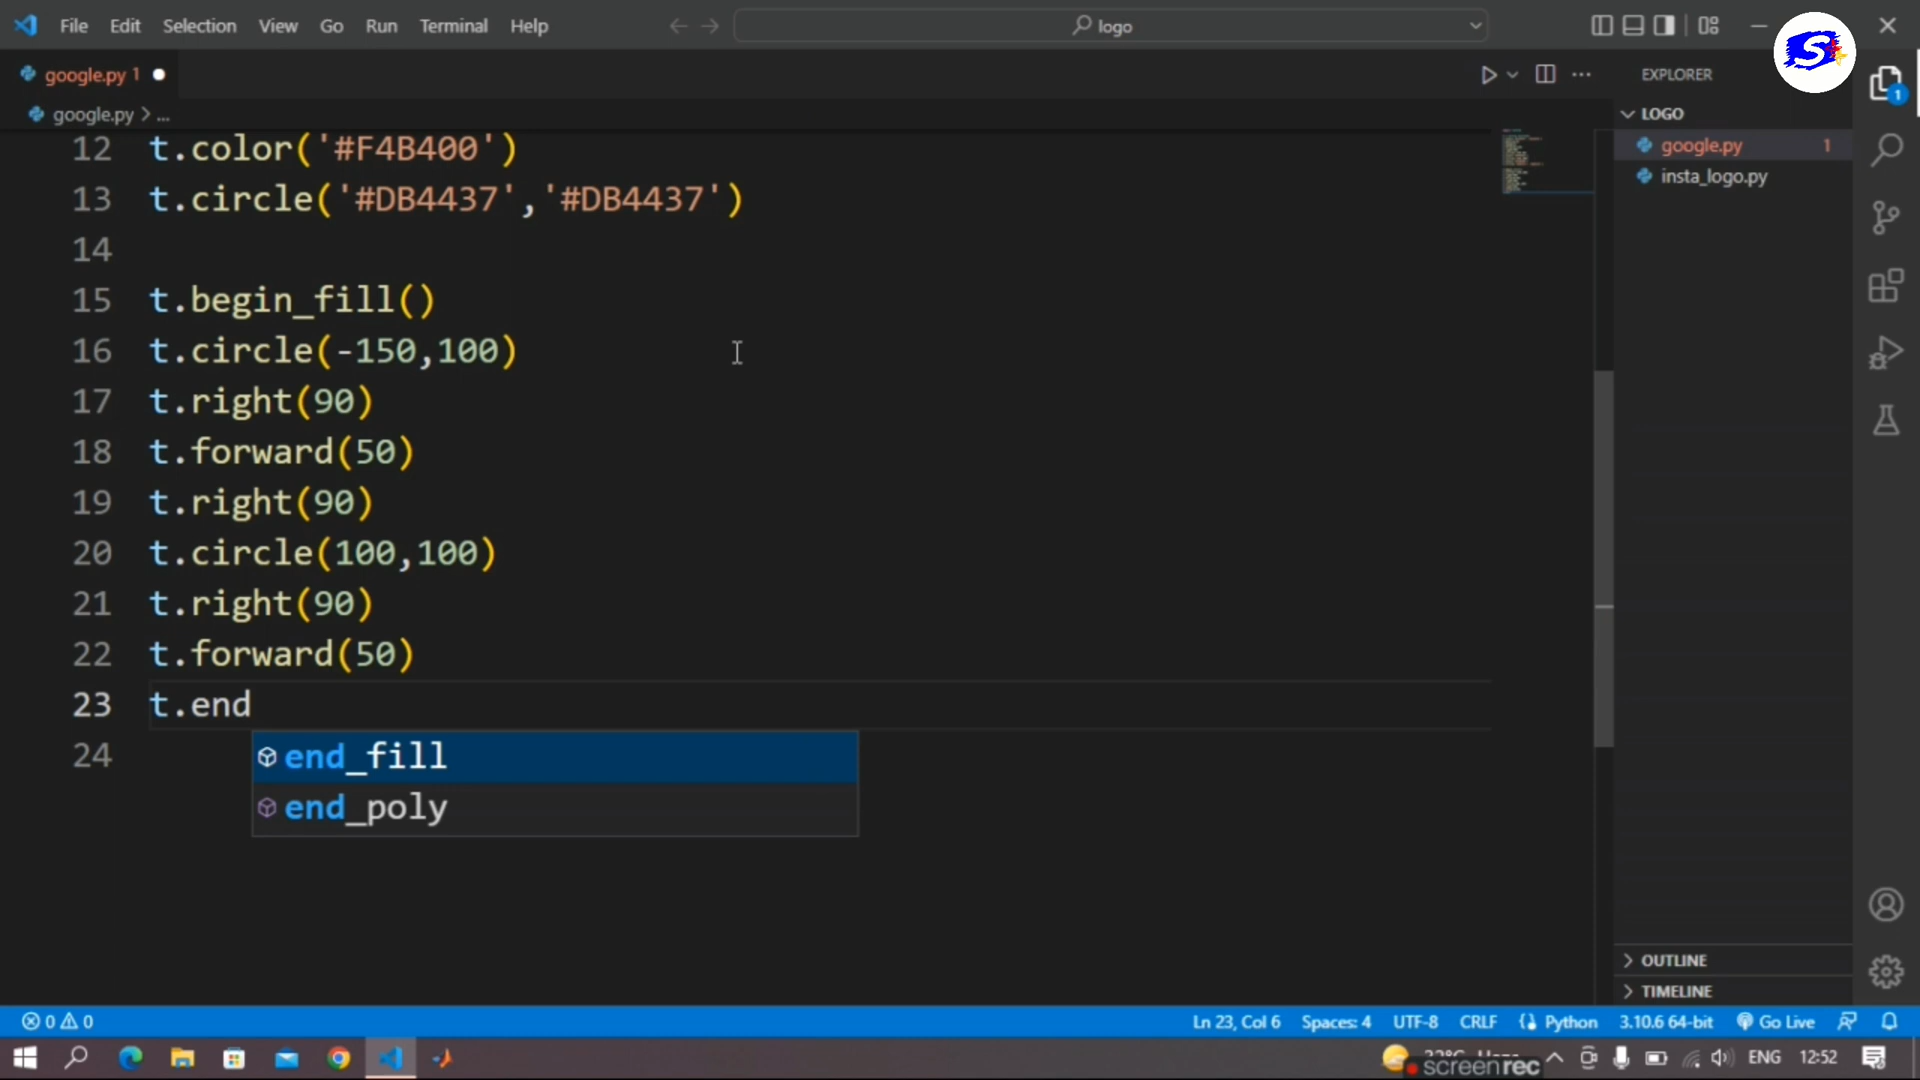 File Edit Selection View Go Run Terminal Help logo
google.py 1 EXPLORER
google.py > ... LOGO
12 t.color('#F4B400') google.py 1
13 t.circle('#DB4437','#DB4437') insta_logo.py
14
15 t.begin_fill()
16 t.circle(-150,100)
17 t.right(90)
18 t.forward(50)
19 t.right(90)
20 t.circle(100,100)
21 t.right(90)
22 t.forward(50)
23 t.end
end_fill
24
end_poly
OUTLINE
TIMELINE
0 0 Ln 23, Col 6 Spaces: 4 UTF-8 CRLF Python 3.10.6 64-bit Go Live
ENG 12:52
screenrec
S
1